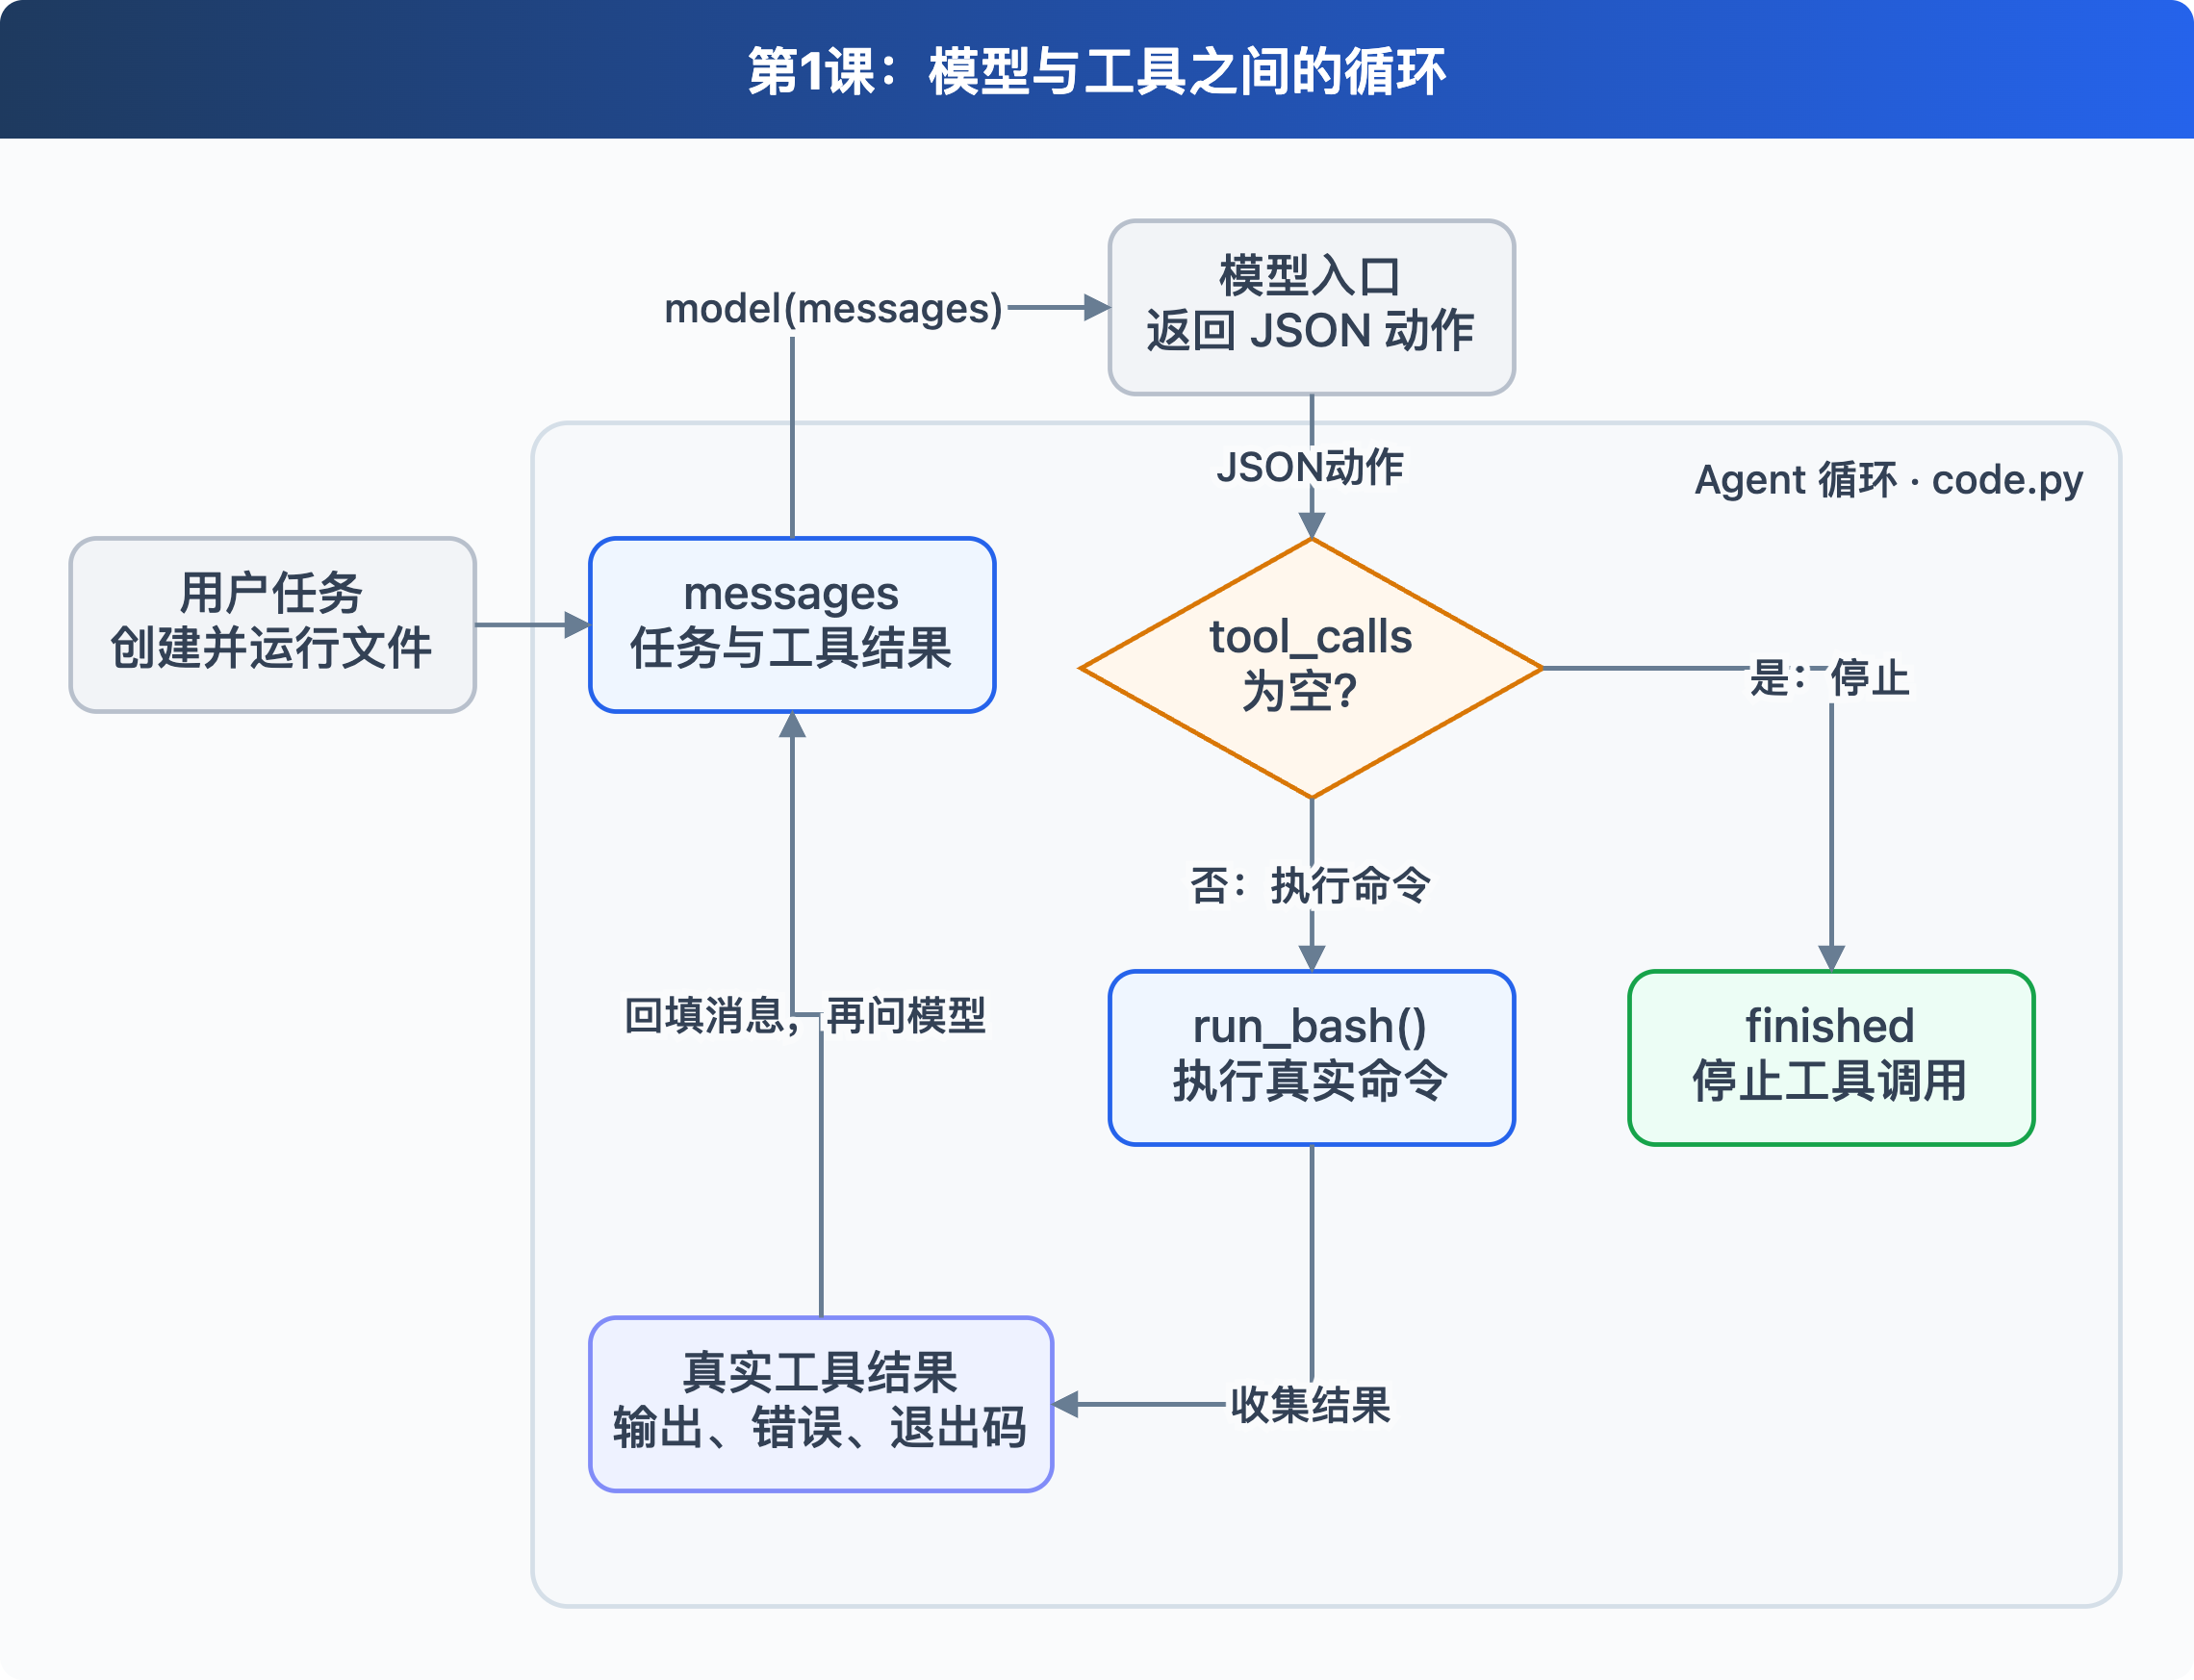 第1课：模型与工具之间的循环
模型入口
返回 JSON 动作
model(messages)
JSON动作
Agent 循环 · code.py
用户任务
创建并运行文件
messages
任务与工具结果
tool_calls
为空?
是：停止
否：执行命令
回填消息，再问模型
run_bash()
执行真实命令
finished
停止工具调用
真实工具结果
输出、错误、退出码
收集结果